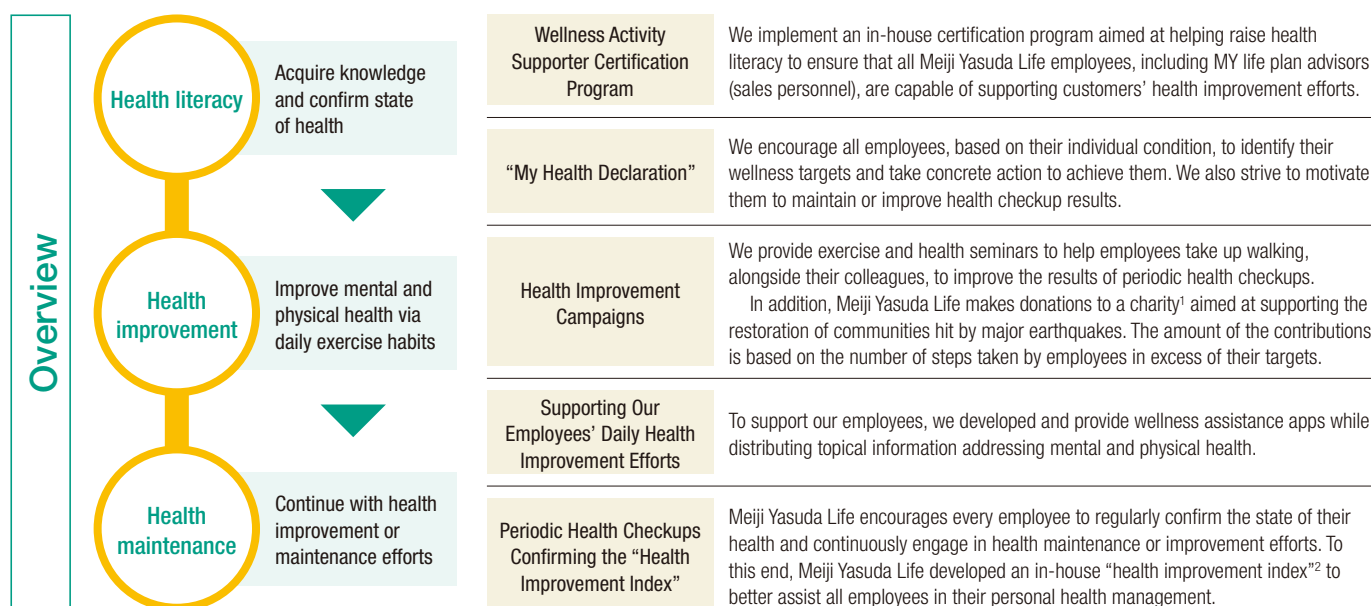 Overview
Health literacy
Acquire knowledge
and confirm state
of health
Health
improvement
Improve mental and
physical health via
daily exercise habits
Health
maintenance
Continue with health
improvement or
maintenance efforts
Wellness Activity
Supporter Certification
Program
We implement an in-house certification program aimed at helping raise health
literacy to ensure that all Meiji Yasuda Life employees, including MY life plan advisors
(sales personnel), are capable of supporting customers’ health improvement efforts.
“My Health Declaration”
We encourage all employees, based on their individual condition, to identify their
wellness targets and take concrete action to achieve them. We also strive to motivate
them to maintain or improve health checkup results.
Health Improvement
Campaigns
We provide exercise and health seminars to help employees take up walking,
alongside their colleagues, to improve the results of periodic health checkups.
In addition, Meiji Yasuda Life makes donations to a charity¹ aimed at supporting the
restoration of communities hit by major earthquakes. The amount of the contributions
is based on the number of steps taken by employees in excess of their targets.
Supporting Our
Employees’ Daily Health
Improvement Efforts
To support our employees, we developed and provide wellness assistance apps while
distributing topical information addressing mental and physical health.
Periodic Health Checkups
Confirming the “Health
Improvement Index”
Meiji Yasuda Life encourages every employee to regularly confirm the state of their
health and continuously engage in health maintenance or improvement efforts. To
this end, Meiji Yasuda Life developed an in-house “health improvement index”² to
better assist all employees in their personal health management.